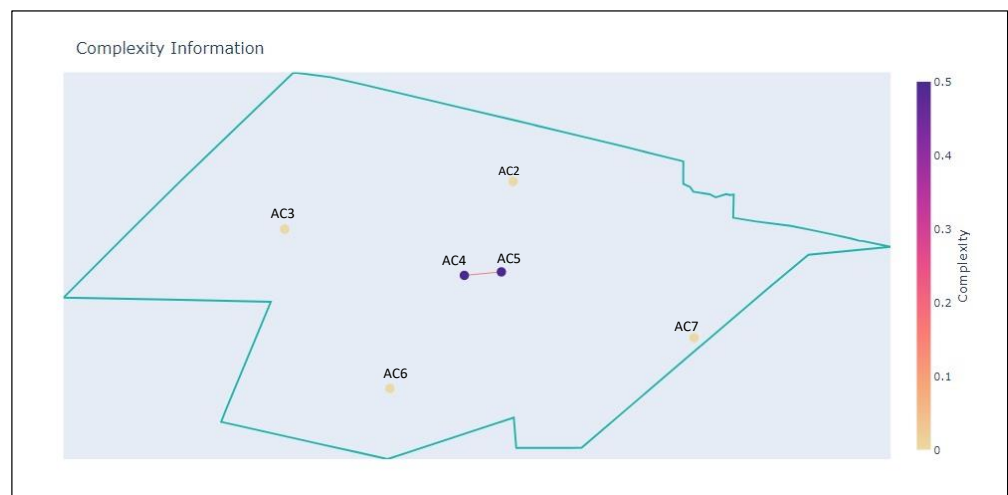 Complexity Information
AC2
AC3
AC4
AC5
AC7
AC6
0.5
0.4
0.3
0.2
0.1
0
Complexity